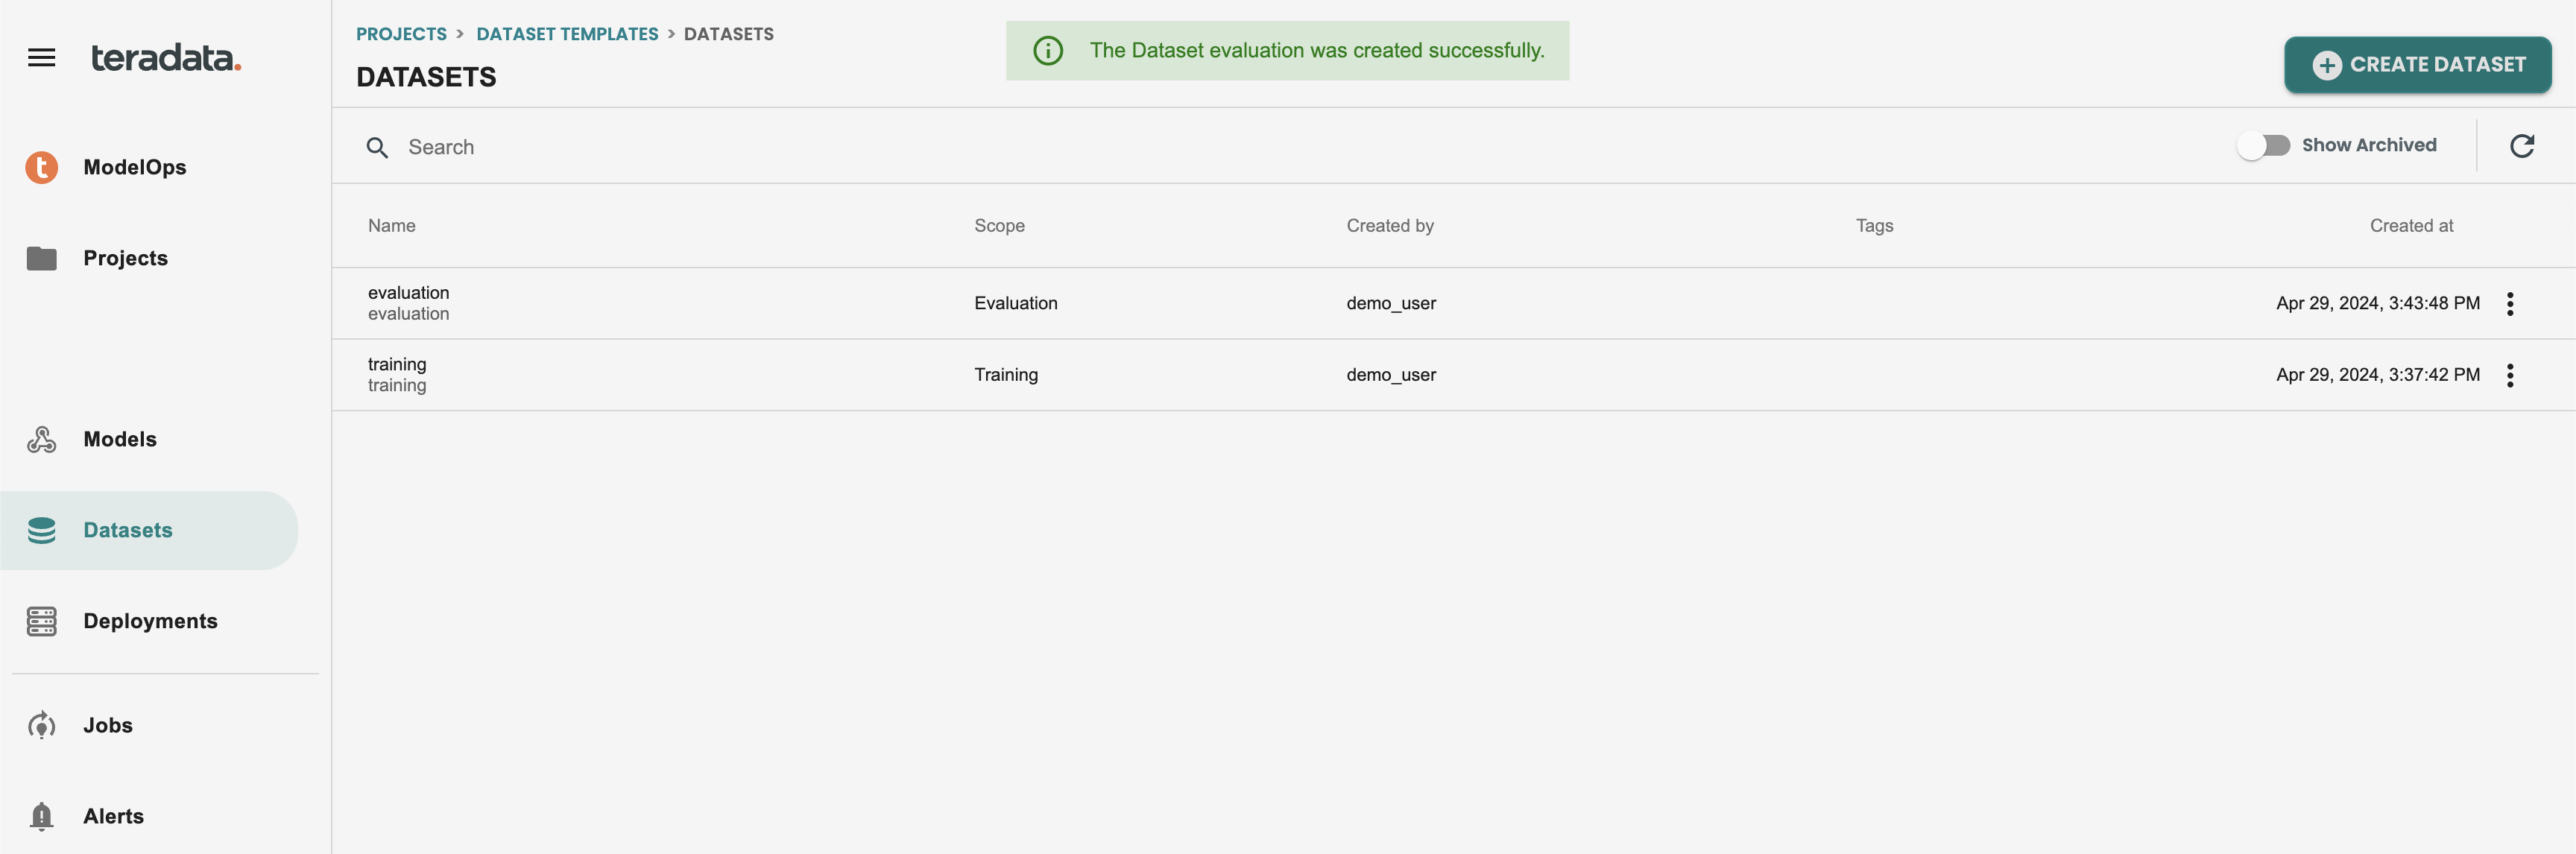 teradata.
ModelOps
Projects
Models
Datasets
Deployments
Jobs
Alerts
PROJECTS > DATASET TEMPLATES > DATASETS
DATASETS
The Dataset evaluation was created successfully.
CREATE DATASET
Search
Show Archived
Name Scope Created by Tags Created at
evaluation
evaluation
Evaluation demo_user Apr 29, 2024, 3:43:48 PM
training
training
Training demo_user Apr 29, 2024, 3:37:42 PM